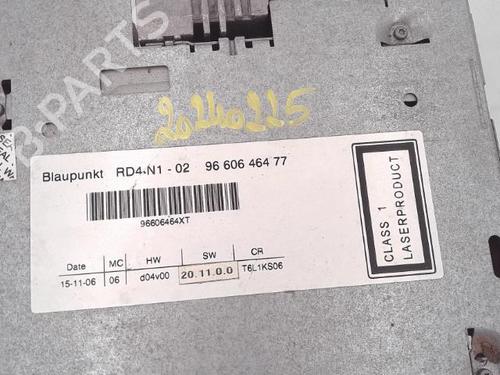 B-PARTS
20240225
Blaupunkt RD4-N1 - 02 96 606 464 77
96606464XT
Date MC HW SW CR
15-11-06 06 d04v00 20.11.0.0 T6L1KS06
CLASS 1
LASERPRODUCT